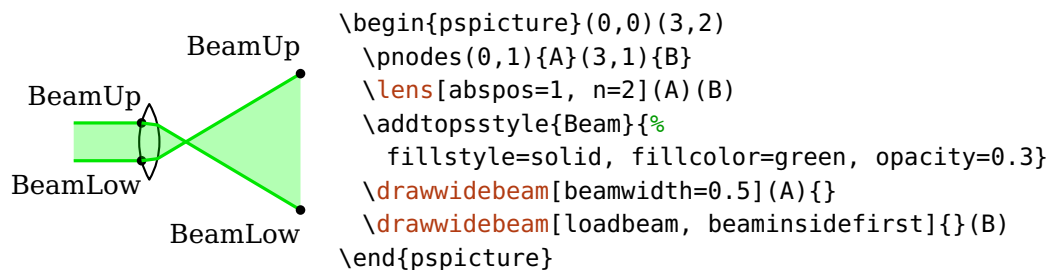 BeamUp
BeamUp
BeamLow
BeamLow
\begin{pspicture}(0,0)(3,2)
\pnodes(0,1){A}(3,1){B}
\lens[abspos=1, n=2](A)(B)
\addtopsstyle{Beam}{%
fillstyle=solid, fillcolor=green, opacity=0.3}
\drawwidebeam[beamwidth=0.5](A){}
\drawwidebeam[loadbeam, beaminsidefirst]{}(B)
\end{pspicture}